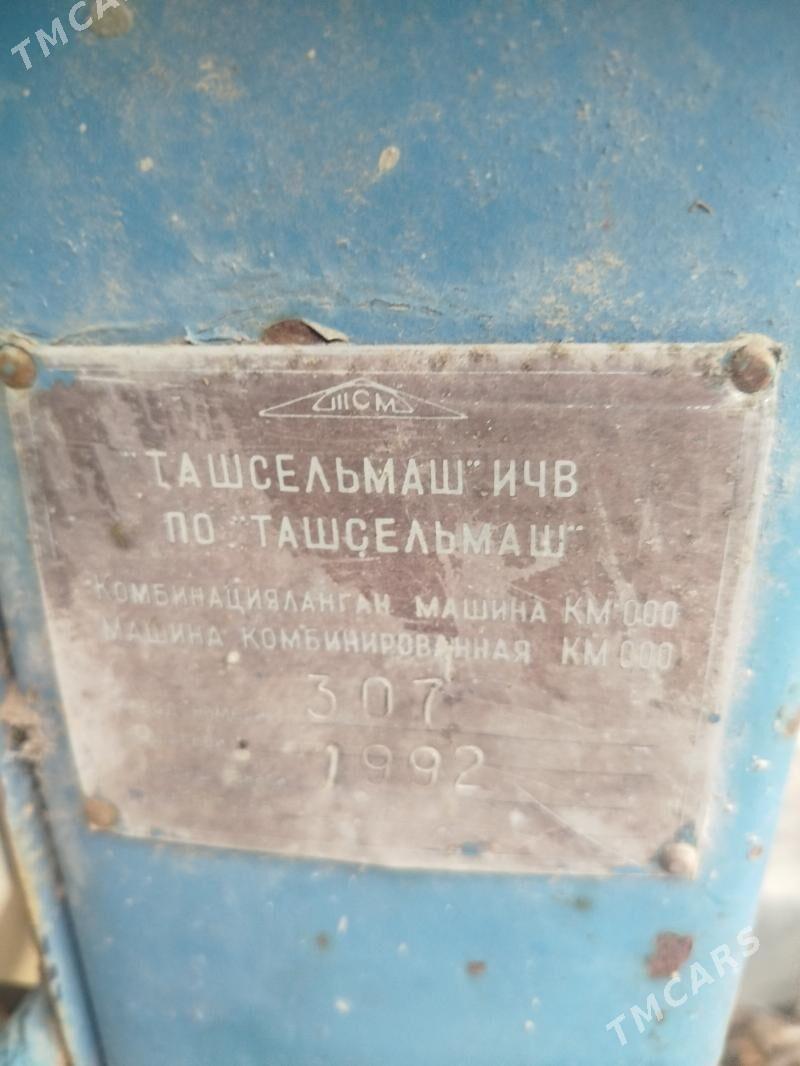 TMCARS
ТСМ
"ТАШСЕЛЬМАШ" ИЧВ
ПО "ТАШСЕЛЬМАШ"
КОМБИНАЦИЯЛАНГАН МАШИНА КМ 000
МАШИНА КОМБИНИРОВАННАЯ КМ 000
307
1992
TMCARS